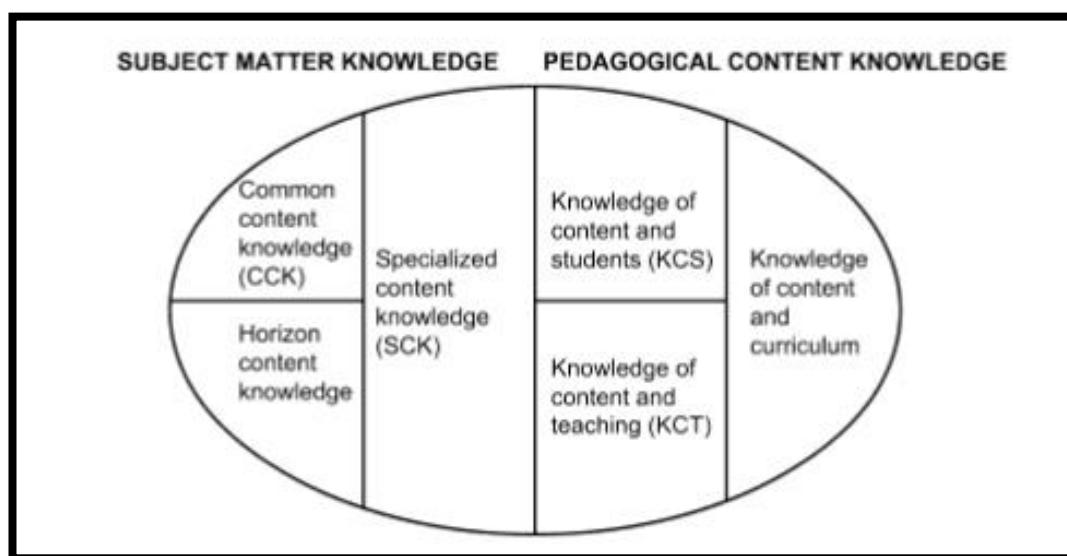 SUBJECT MATTER KNOWLEDGE
PEDAGOGICAL CONTENT KNOWLEDGE
Common
content
knowledge
(CCK)
Horizon
content
knowledge
Specialized
content
knowledge
(SCK)
Knowledge of
content and
students (KCS)
Knowledge of
content and
teaching (KCT)
Knowledge
of content
and
curriculum